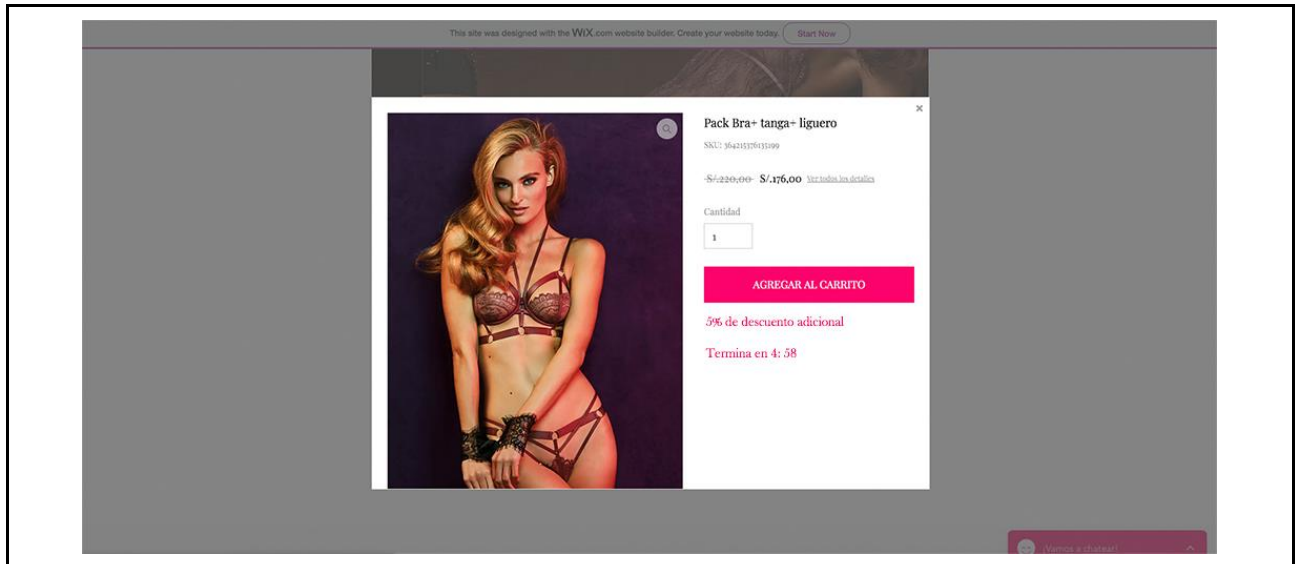 This site was designed with the WiX.com website builder. Create your website today. Start Now
Pack Bra+ tanga+ liguero
SKU: 364215376135199
S/.220,00 S/.176,00 Ver todos los detalles
Cantidad
1
AGREGAR AL CARRITO
5% de descuento adicional
Termina en 4: 58
¡Vamos a chatear!